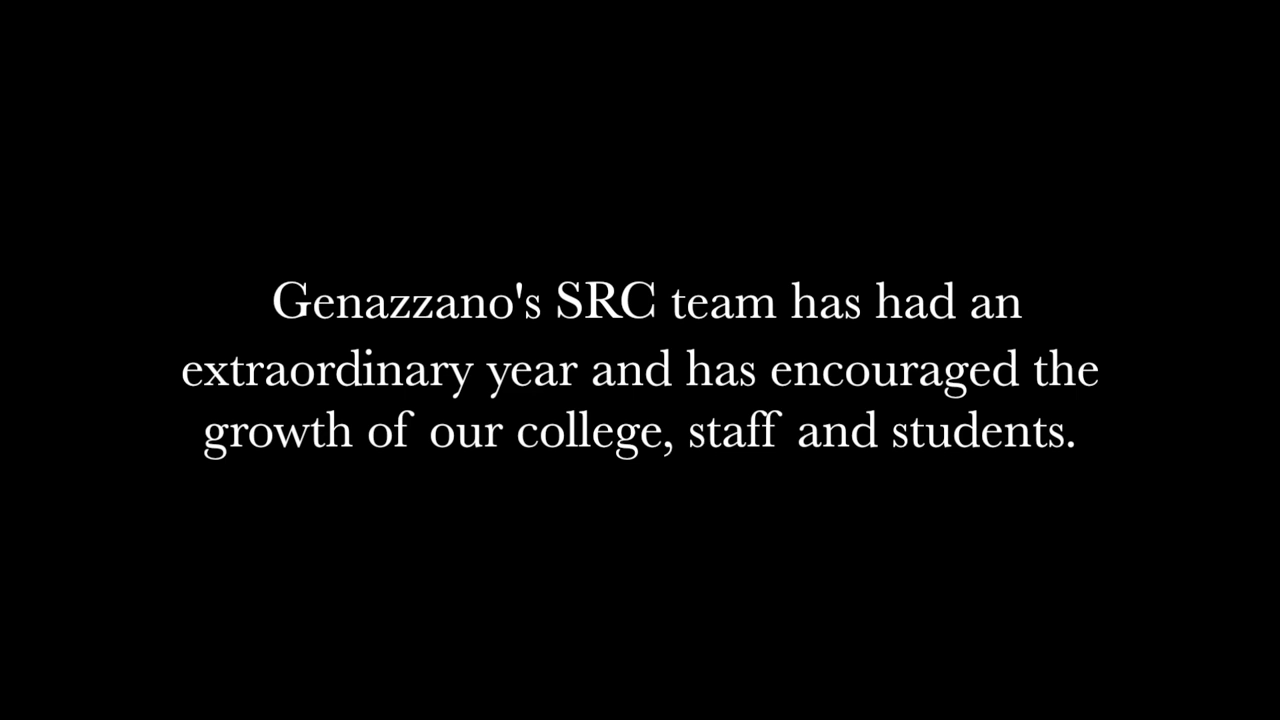 Genazzano's SRC team has had an
extraordinary year and has encouraged the
growth of our college, staff and students.